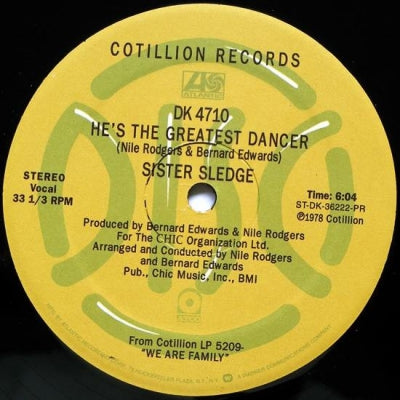 COTILLION RECORDS
ATLANTIC
DK 4710
HE'S THE GREATEST DANCER
(Nile Rodgers & Bernard Edwards)
SISTER SLEDGE
STEREO
Vocal
33 1/3 RPM
Time: 6:04
ST-DK-36222-PR
℗1978 Cotillion
Produced by Bernard Edwards & Nile Rodgers
For The CHIC Organization Ltd.
Arranged and Conducted by Nile Rodgers
and Bernard Edwards
Pub., Chic Music, Inc., BMI
From Cotillion LP 5209-
"WE ARE FAMILY"